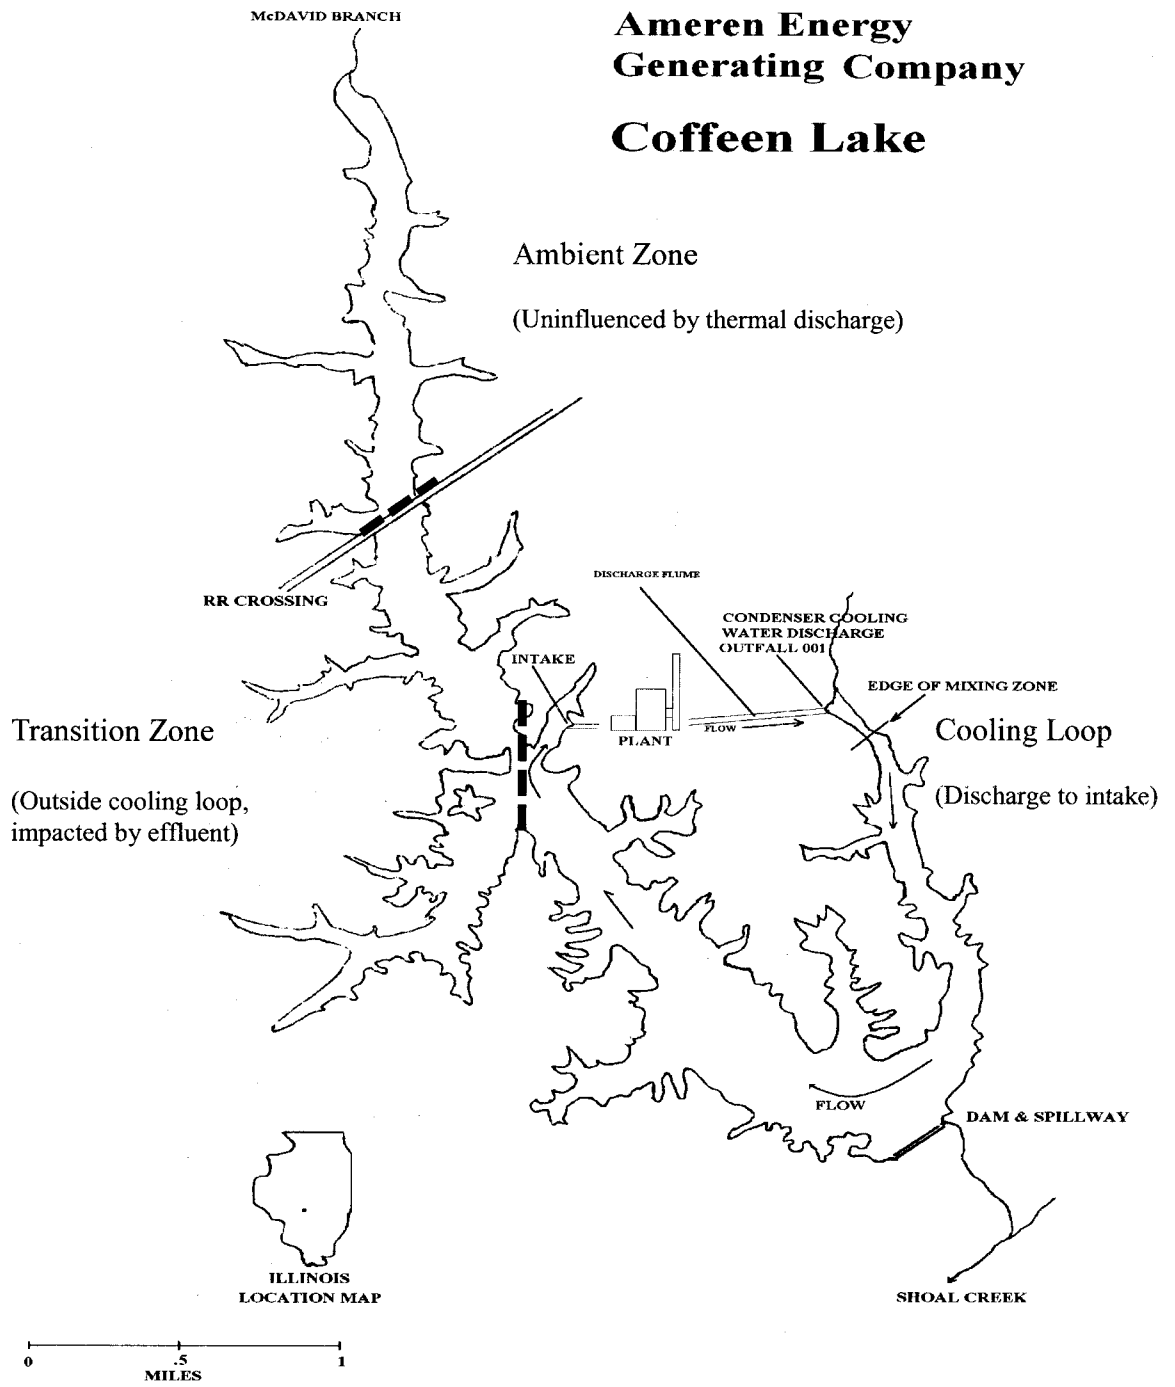 McDAVID BRANCH
Ameren Energy
Generating Company
Coffeen Lake
Ambient Zone
(Uninfluenced by thermal discharge)
RR CROSSING
DISCHARGE FLUME
CONDENSER COOLING
WATER DISCHARGE
OUTFALL 001
INTAKE
EDGE OF MIXING ZONE
Transition Zone
PLANT
FLOW
Cooling Loop
(Outside cooling loop,
impacted by effluent)
(Discharge to intake)
FLOW
DAM & SPILLWAY
ILLINOIS
LOCATION MAP
SHOAL CREEK
0 .5 1
MILES